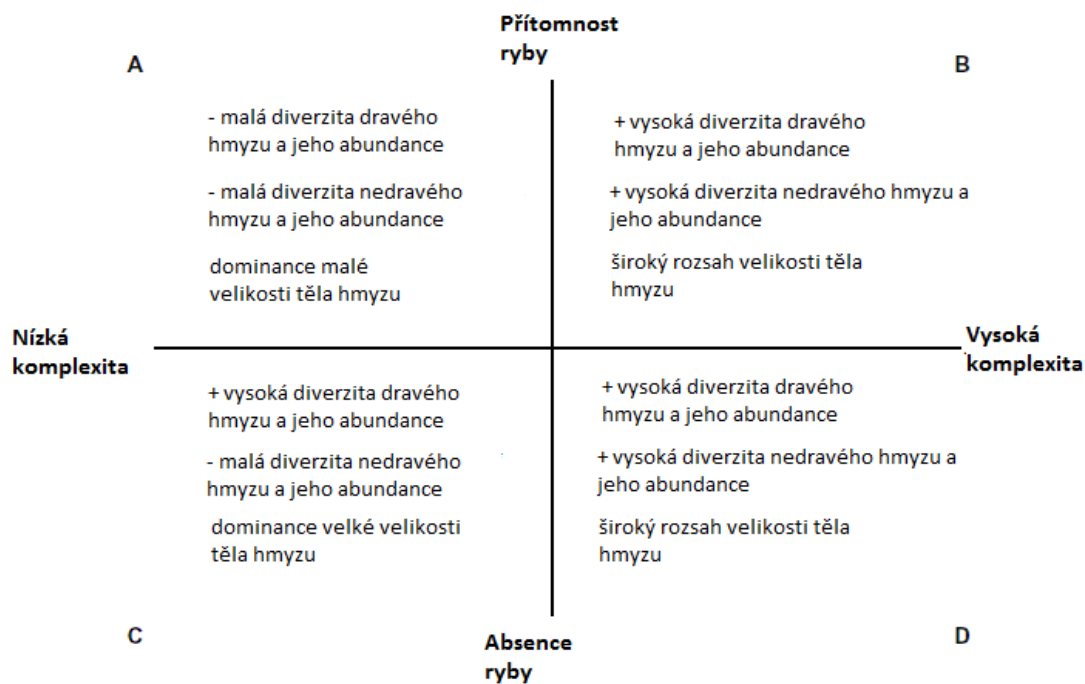 Přítomnost
ryby
A
B
- malá diverzita dravého
hmyzu a jeho abundance
- malá diverzita nedravého
hmyzu a jeho abundance
dominance malé
velikosti těla hmyzu
+ vysoká diverzita dravého
hmyzu a jeho abundance
+ vysoká diverzita nedravého hmyzu a
jeho abundance
široký rozsah velikosti těla
hmyzu
Nízká
komplexita
Vysoká
komplexita
+ vysoká diverzita dravého
hmyzu a jeho abundance
- malá diverzita nedravého
hmyzu a jeho abundance
dominance velké velikosti
těla hmyzu
+ vysoká diverzita dravého
hmyzu a jeho abundance
+ vysoká diverzita nedravého hmyzu a
jeho abundance
široký rozsah velikosti těla
hmyzu
C
Absence
ryby
D